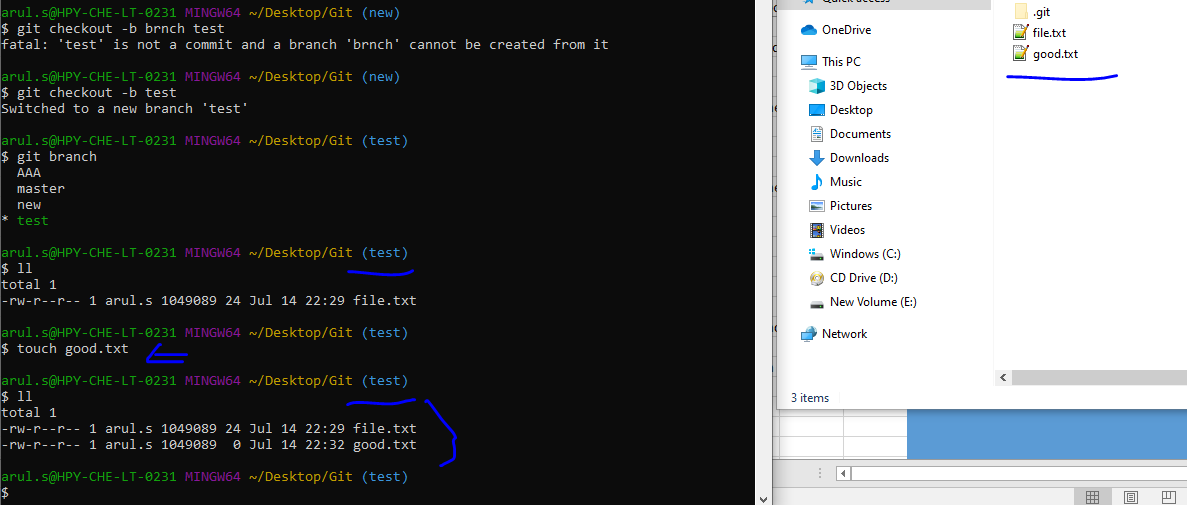 arul.s@HPY-CHE-LT-0231 MINGW64 ~/Desktop/Git (new)
$ git checkout -b brnch test
fatal: 'test' is not a commit and a branch 'brnch' cannot be created from it
arul.s@HPY-CHE-LT-0231 MINGW64 ~/Desktop/Git (new)
$ git checkout -b test
Switched to a new branch 'test'
arul.s@HPY-CHE-LT-0231 MINGW64 ~/Desktop/Git (test)
$ git branch
  AAA
  master
  new
* test
arul.s@HPY-CHE-LT-0231 MINGW64 ~/Desktop/Git (test)
$ ll
total 1
-rw-r--r-- 1 arul.s 1049089 24 Jul 14 22:29 file.txt
arul.s@HPY-CHE-LT-0231 MINGW64 ~/Desktop/Git (test)
$ touch good.txt
arul.s@HPY-CHE-LT-0231 MINGW64 ~/Desktop/Git (test)
$ ll
total 1
-rw-r--r-- 1 arul.s 1049089 24 Jul 14 22:29 file.txt
-rw-r--r-- 1 arul.s 1049089  0 Jul 14 22:32 good.txt
arul.s@HPY-CHE-LT-0231 MINGW64 ~/Desktop/Git (test)
$
Quick access
OneDrive
This PC
3D Objects
Desktop
Documents
Downloads
Music
Pictures
Videos
Windows (C:)
CD Drive (D:)
New Volume (E:)
Network
3 items
.git
file.txt
good.txt